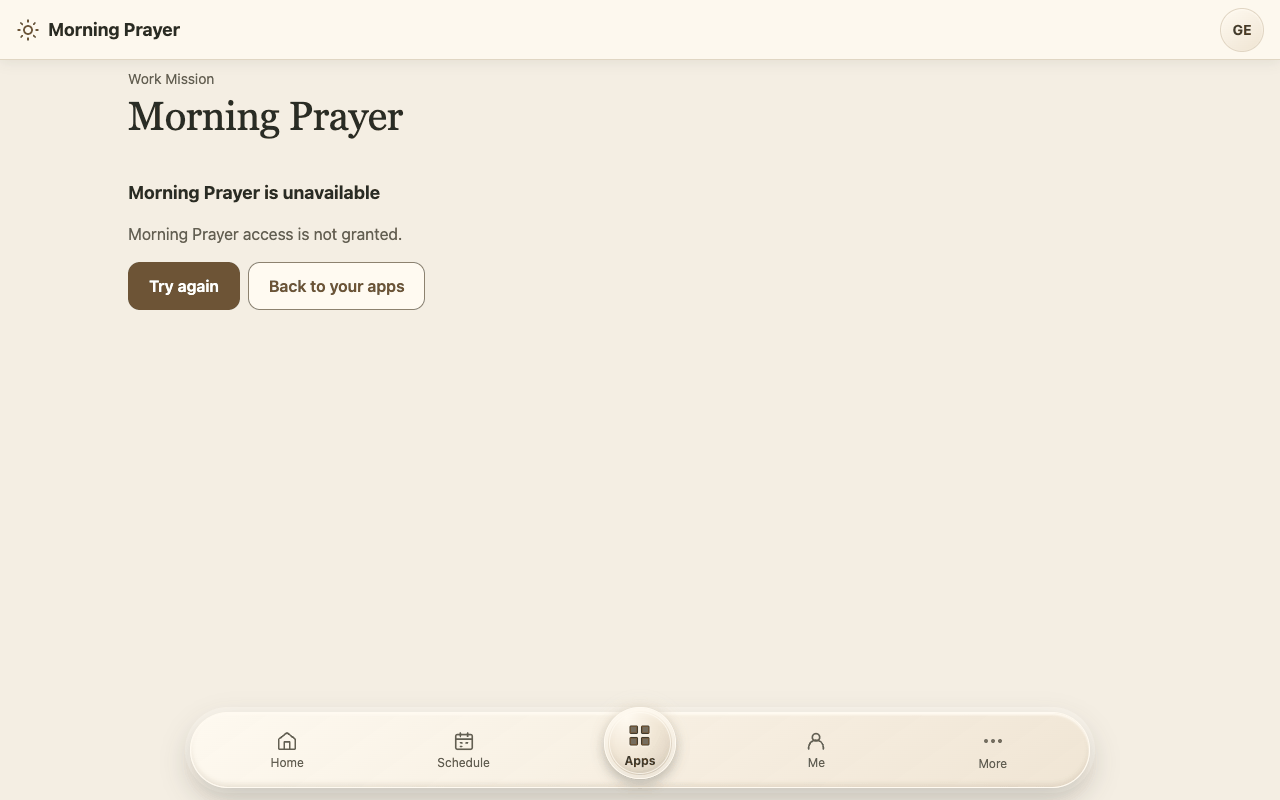 Morning Prayer
GE
Work Mission
Morning Prayer
Morning Prayer is unavailable
Morning Prayer access is not granted.
Try again
Back to your apps
Home
Schedule
Apps
Me
More